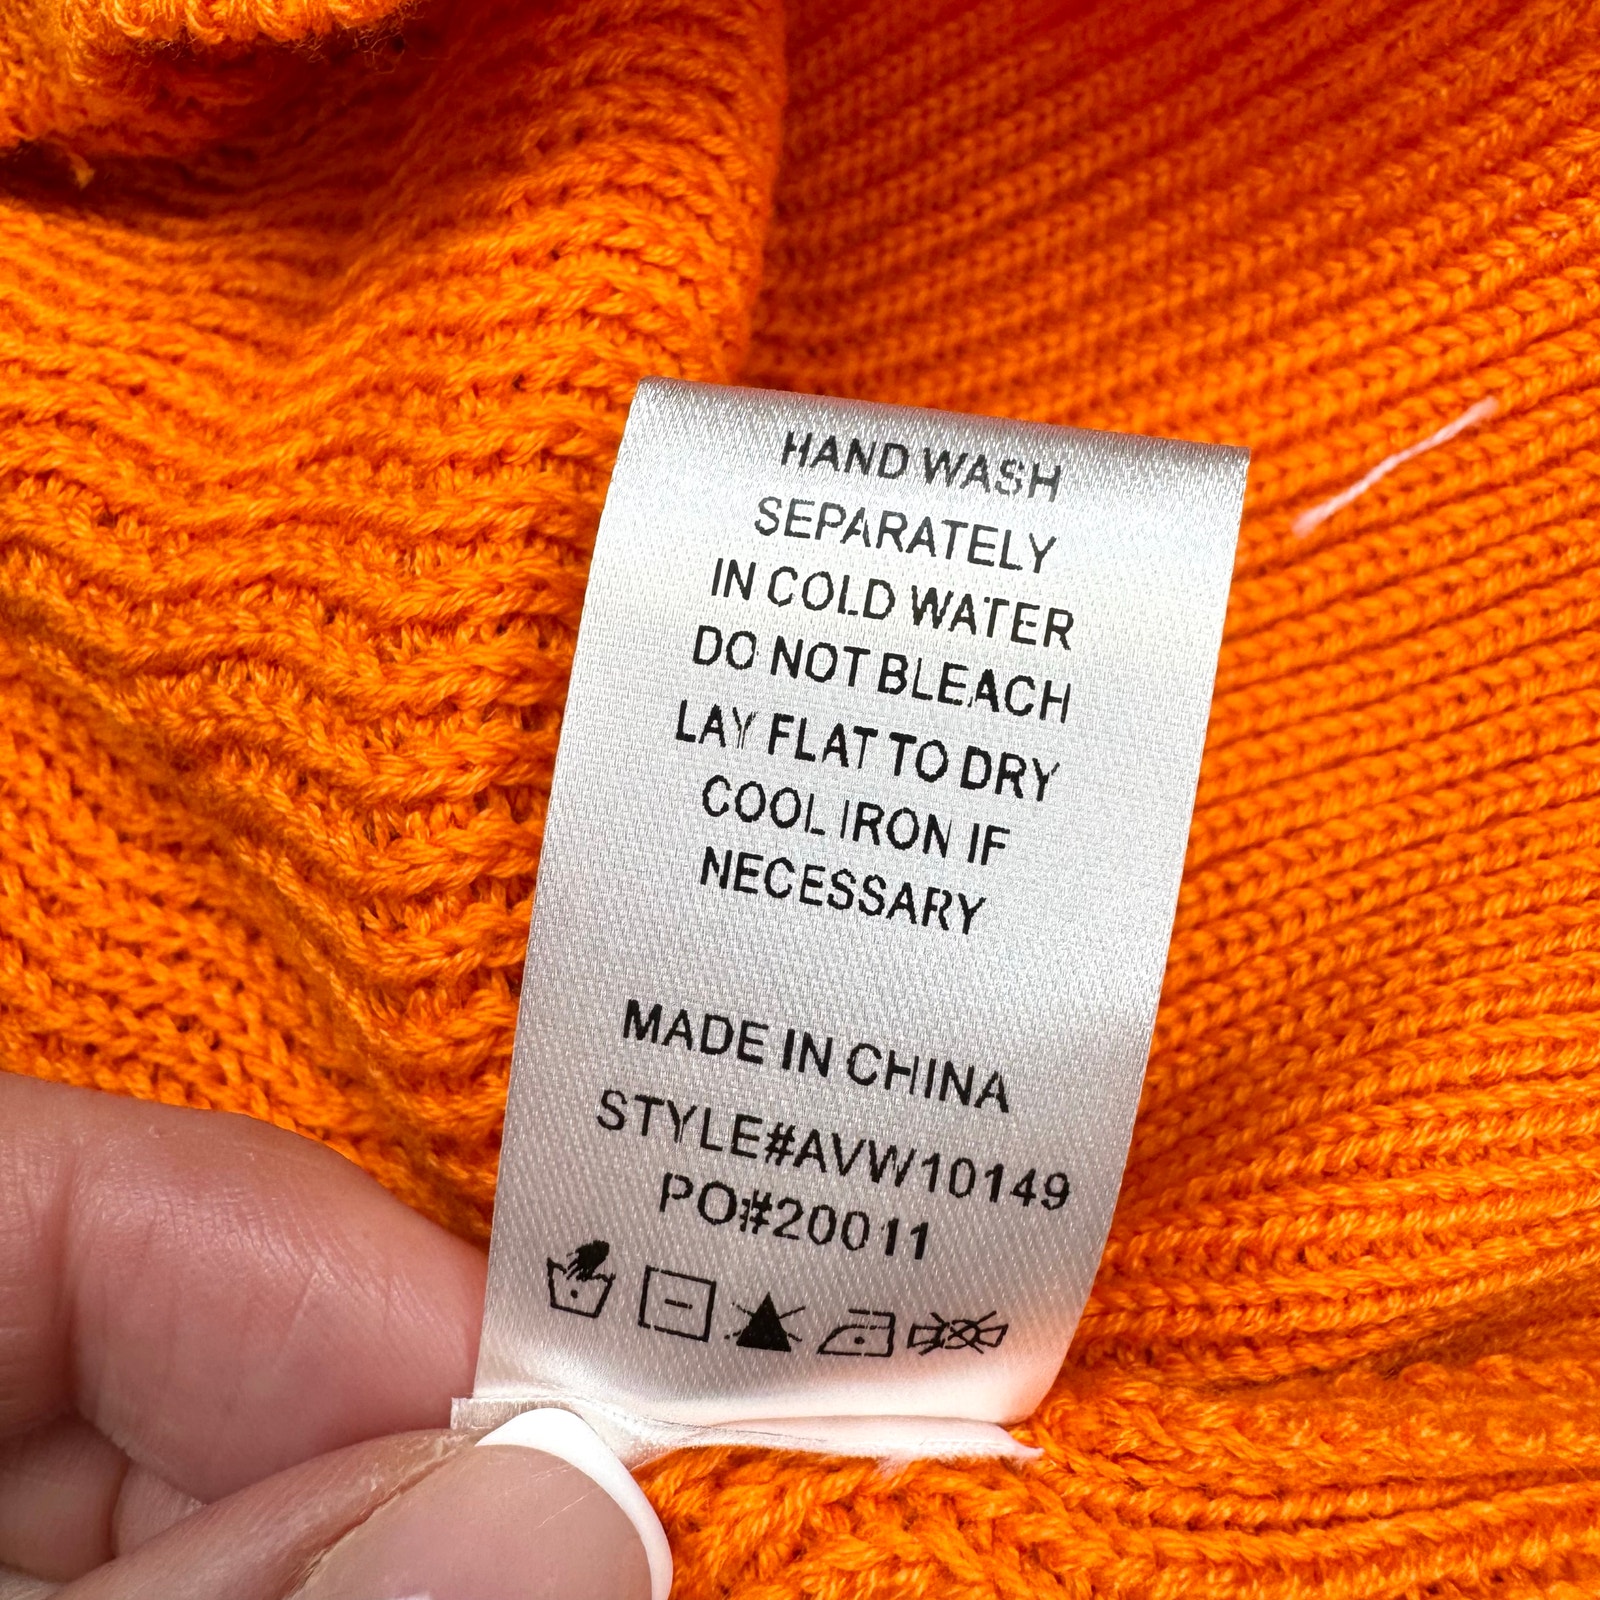 HAND WASH
SEPARATELY
IN COLD WATER
DO NOT BLEACH
LAY FLAT TO DRY
COOL IRON IF
NECESSARY
MADE IN CHINA
STYLE#AVW10149
PO#20011